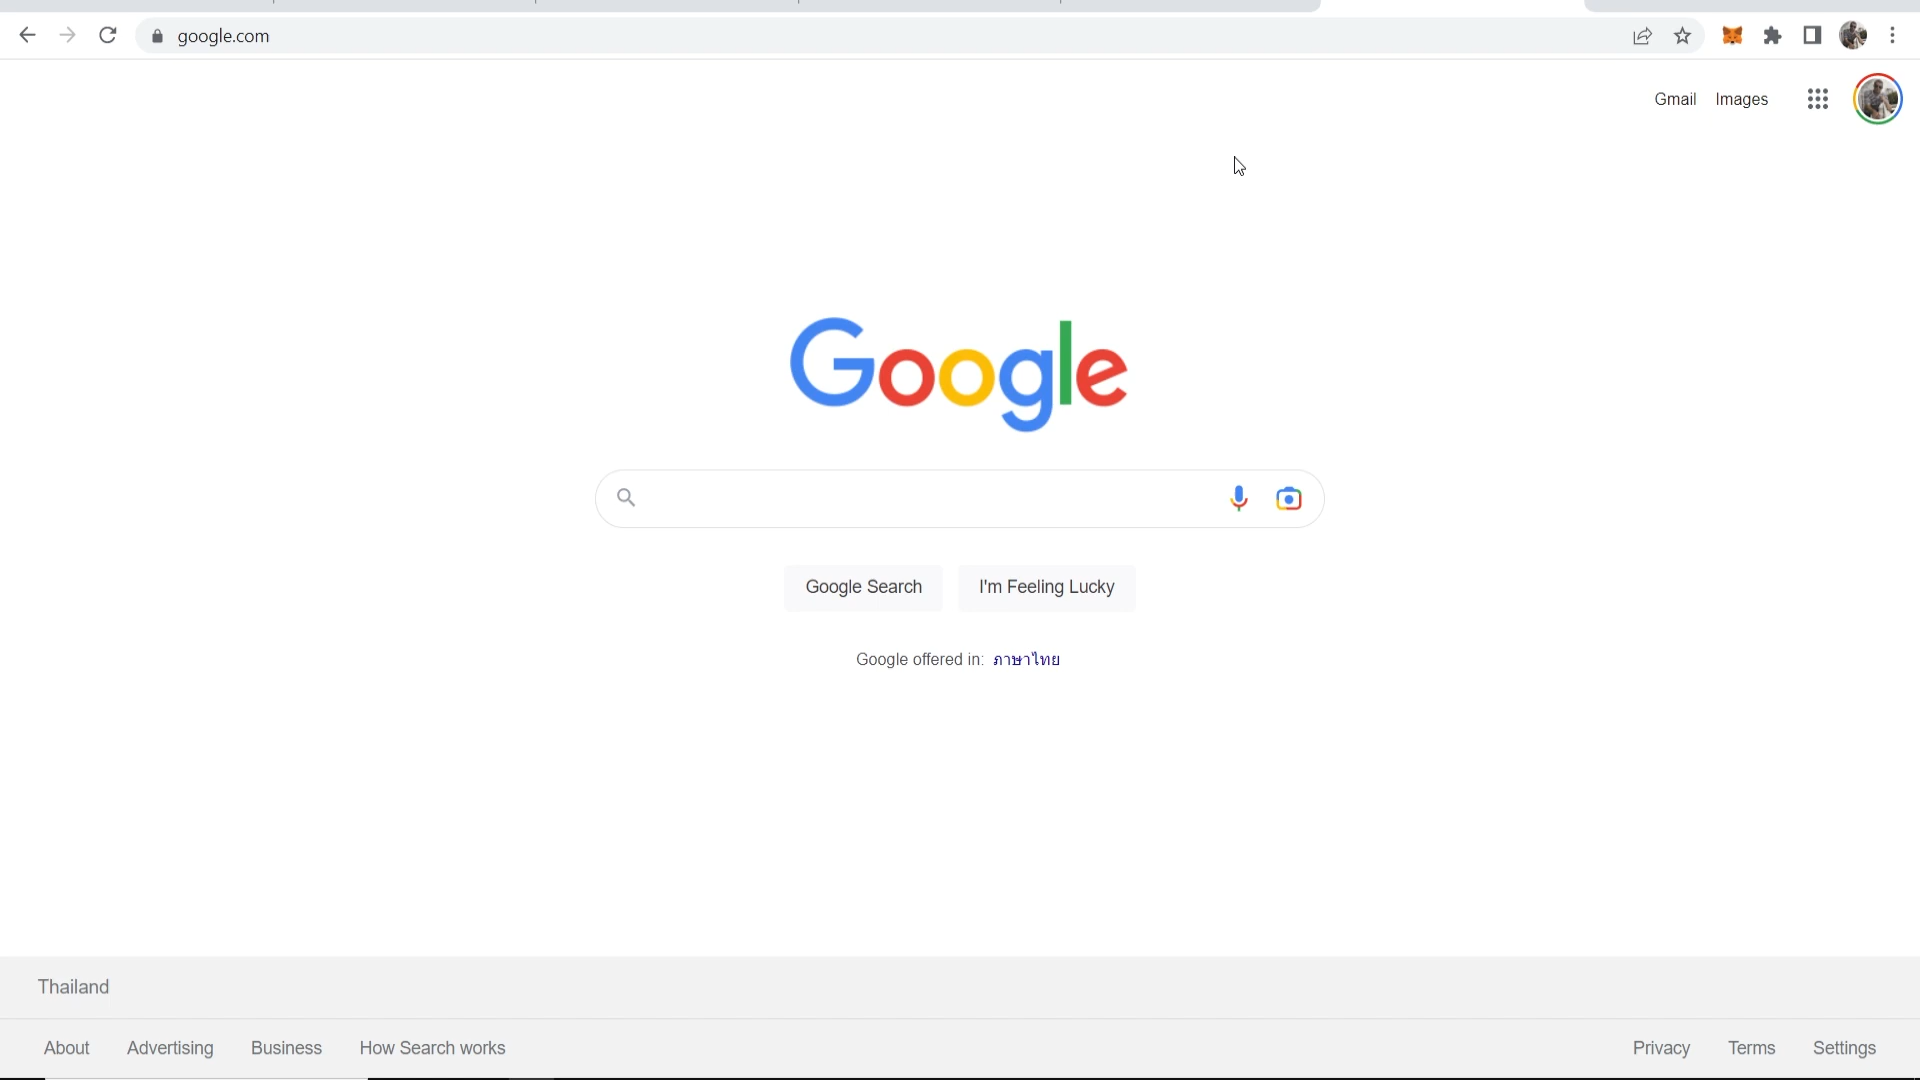 google.com
Gmail Images
Google
Google Search I'm Feeling Lucky
Google offered in: ภาษาไทย
Thailand
About Advertising Business How Search works Privacy Terms Settings